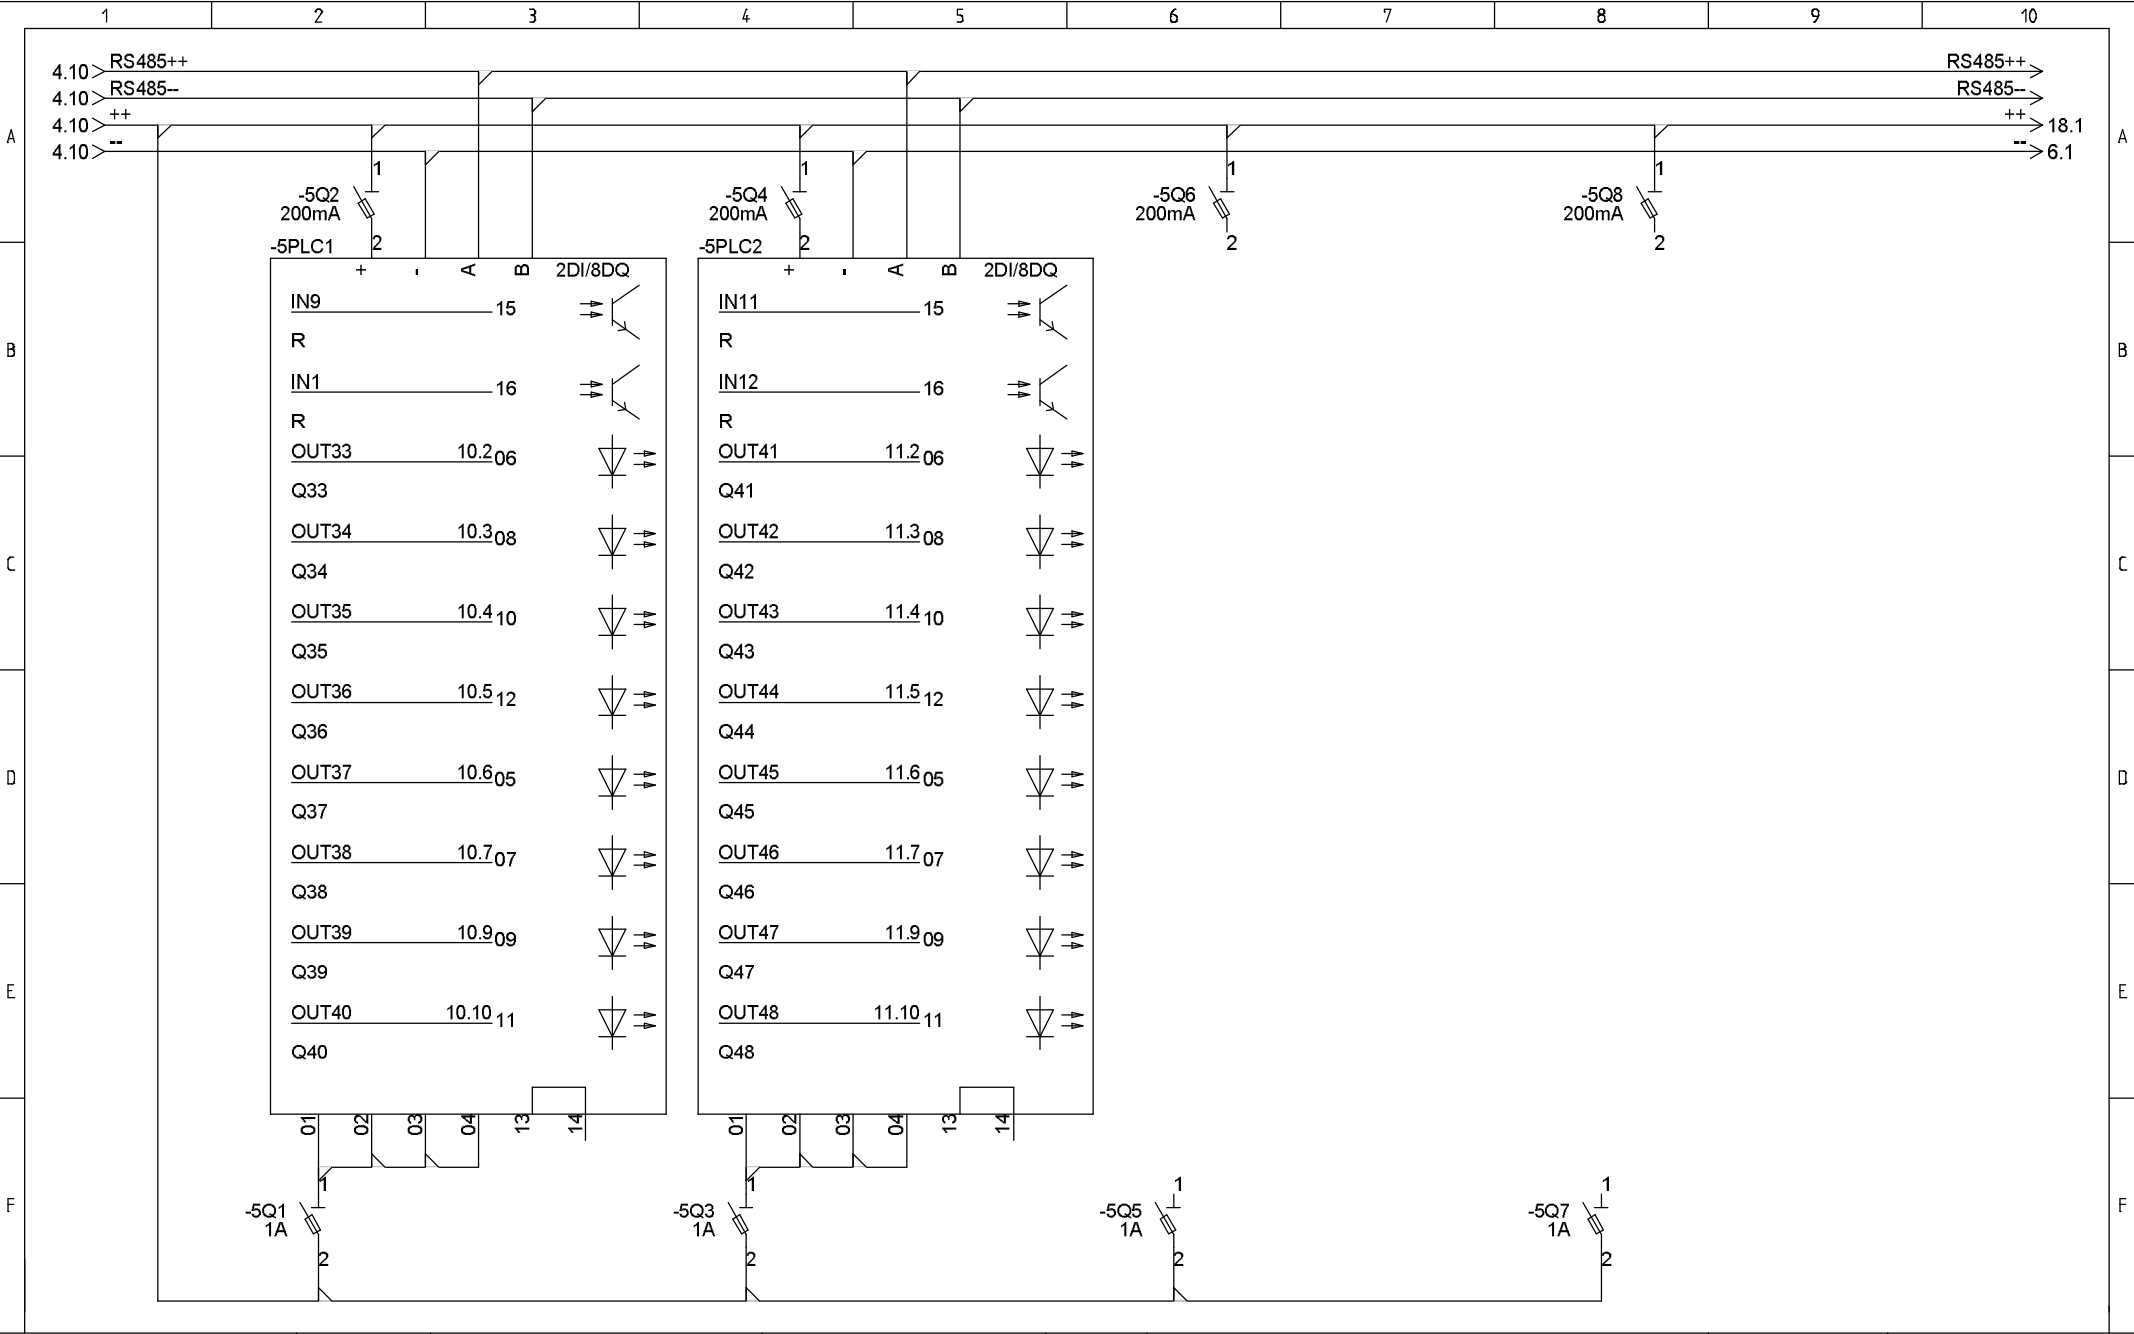 1 2 3 4 5 6 7 8 9 10
4.10 RS485++ RS485++
4.10 RS485-- RS485--
4.10 ++ ++ 18.1
A A
4.10 -- -- 6.1
1 1 1 1
-5Q2 -5Q4 -5Q6 -5Q8
200mA 200mA 200mA 200mA
2 2 2 2
-5PLC1 -5PLC2
+ - A B 2DI/8DQ + - A B 2DI/8DQ
IN9 15 IN11 15
R R
B B
IN1 16 IN12 16
R R
OUT33 10.2 06 OUT41 11.2 06
Q33 Q41
OUT34 10.3 08 OUT42 11.3 08
C C
Q34 Q42
OUT35 10.4 10 OUT43 11.4 10
Q35 Q43
OUT36 10.5 12 OUT44 11.5 12
Q36 Q44
OUT37 10.6 05 OUT45 11.6 05
D D
Q37 Q45
OUT38 10.7 07 OUT46 11.7 07
Q38 Q46
OUT39 10.9 09 OUT47 11.9 09
Q39 Q47
E E
OUT40 10.10 11 OUT48 11.10 11
Q40 Q48
01 02 03 04 13 14 01 02 03 04 13 14
1 1 1 1
F F
-5Q1 -5Q3 -5Q5 -5Q7
1A 1A 1A 1A
2 2 2 2